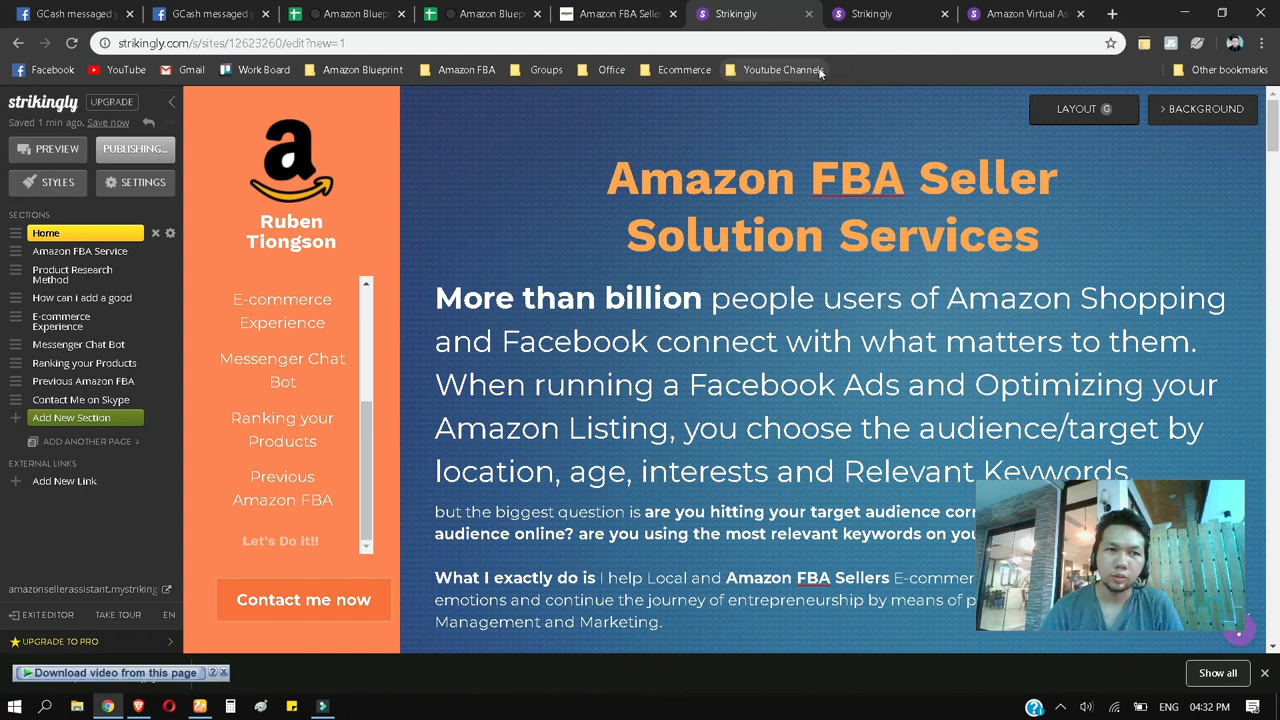 GCash messaged y
GCash messaged y
Amazon Bluepr
Amazon Bluep
Amazon FBA Selle
Strikingly
Strikingly
Amazon Virtual As
strikingly.com/s/sites/12623260/edit?new=1
Facebook
YouTube
Gmail
Work Board
Amazon Blueprint
Amazon FBA
Groups
Office
Ecommerce
Youtube Channels
Other bookmarks
strikingly UPGRADE
Saved 1 min ago. Save now
PREVIEW
PUBLISHING...
STYLES
SETTINGS
SECTIONS
Home
Amazon FBA Service
Product Research
Method
How can i add a good
E-commerce
Experience
Messenger Chat Bot
Ranking your Products
Previous Amazon FBA
Contact Me on Skype
Add New Section
ADD ANOTHER PAGE
EXTERNAL LINKS
Add New Link
amazonsellerassistant.mystriking
EXIT EDITOR
TAKE TOUR
EN
UPGRADE TO PRO
a
Ruben
Tiongson
E-commerce
Experience
Messenger Chat
Bot
Ranking your
Products
Previous
Amazon FBA
Let's Do it!!
Contact me now
LAYOUT G
BACKGROUND
Amazon FBA Seller
Solution Services
More than billion people users of Amazon Shopping
and Facebook connect with what matters to them.
When running a Facebook Ads and Optimizing your
Amazon Listing, you choose the audience/target by
location, age, interests and Relevant Keywords
but the biggest question is are you hitting your target audience corr
audience online? are you using the most relevant keywords on you
What I exactly do is I help Local and Amazon FBA Sellers E-commer
emotions and continue the journey of entrepreneurship by means of p
Management and Marketing.
Download video from this page
Show all
ENG
04:32 PM